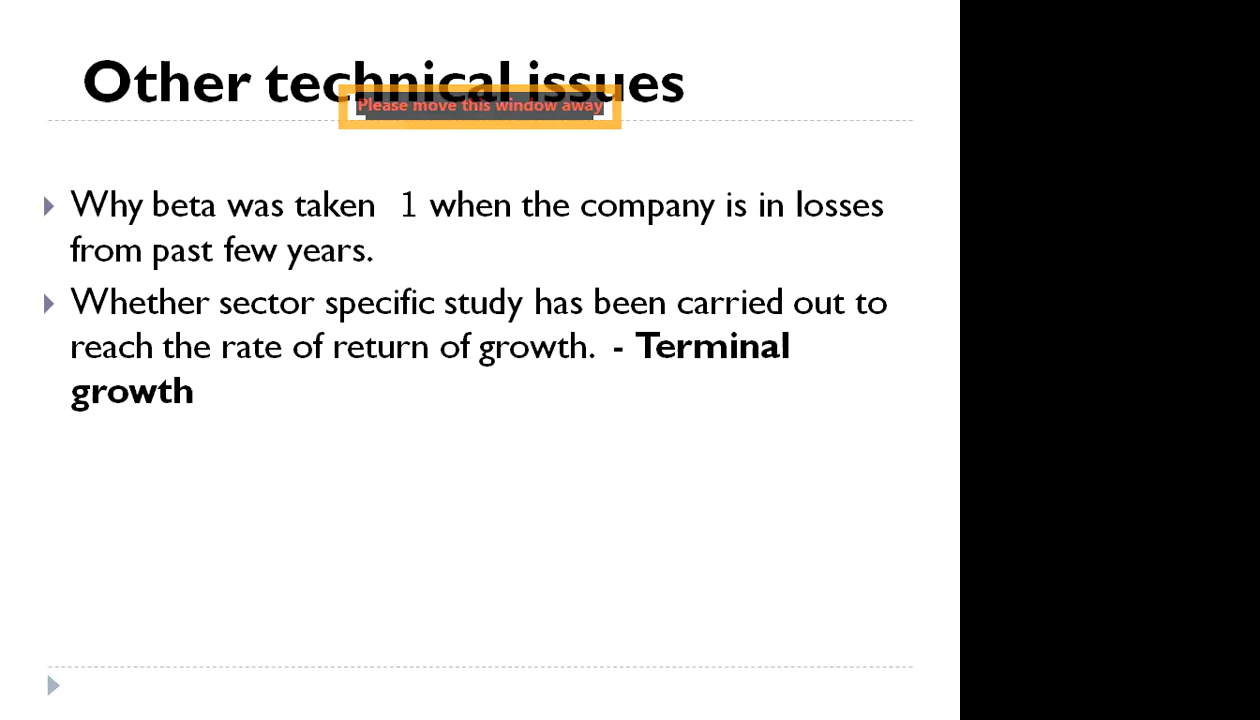 Other technical issues
Please move this window away
Why beta was taken 1 when the company is in losses
from past few years.
Whether sector specific study has been carried out to
reach the rate of return of growth. - Terminal
growth